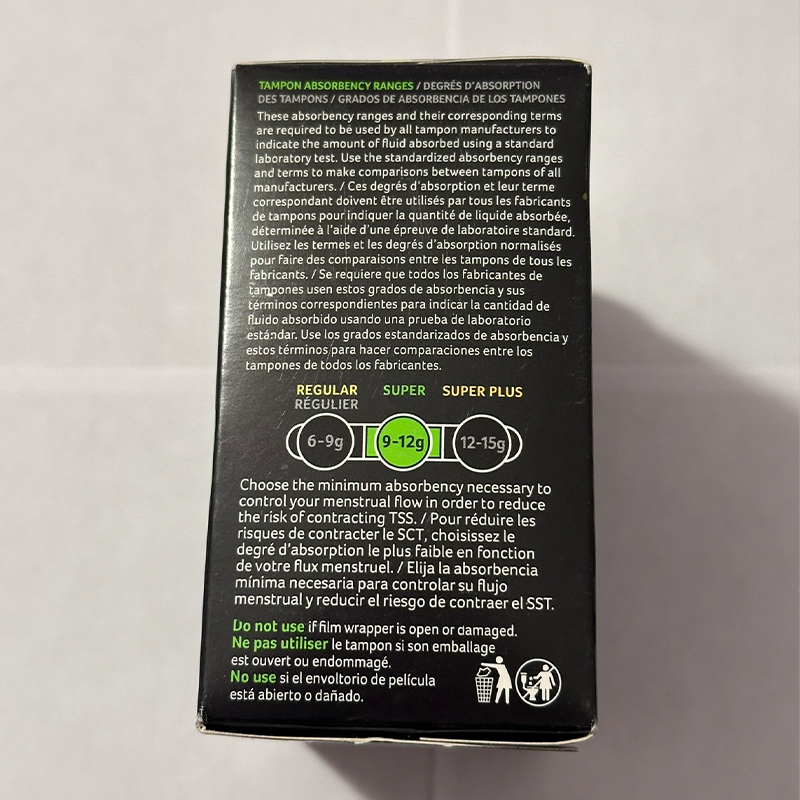 TAMPON ABSORBENCY RANGES / DEGRÉS D'ABSORPTION
DES TAMPONS / GRADOS DE ABSORBENCIA DE LOS TAMPONES
These absorbency ranges and their corresponding terms
are required to be used by all tampon manufacturers to
indicate the amount of fluid absorbed using a standard
laboratory test. Use the standardized absorbency ranges
and terms to make comparisons between tampons of all
manufacturers. / Ces degrés d'absorption et leur terme
correspondant doivent être utilisés par tous les fabricants
de tampons pour indiquer la quantité de liquide absorbée,
déterminée à l'aide d'une épreuve de laboratoire standard.
Utilisez les termes et les degrés d'absorption normalisés
pour faire des comparaisons entre les tampons de tous les
fabricants. / Se requiere que todos los fabricantes de
tampones usen estos grados de absorbencia y sus
términos correspondientes para indicar la cantidad de
fluido absorbido usando una prueba de laboratorio
estándar. Use los grados estandarizados de absorbencia y
estos términos para hacer comparaciones entre los
tampones de todos los fabricantes.
REGULAR SUPER SUPER PLUS
RÉGULIER
6-9g 9-12g 12-15g
Choose the minimum absorbency necessary to
control your menstrual flow in order to reduce
the risk of contracting TSS. / Pour réduire les
risques de contracter le SCT, choisissez le
degré d'absorption le plus faible en fonction
de votre flux menstruel. / Elija la absorbencia
mínima necesaria para controlar su flujo
menstrual y reducir el riesgo de contraer el SST.
Do not use if film wrapper is open or damaged.
Ne pas utiliser le tampon si son emballage
est ouvert ou endommagé.
No use si el envoltorio de película
está abierto o dañado.